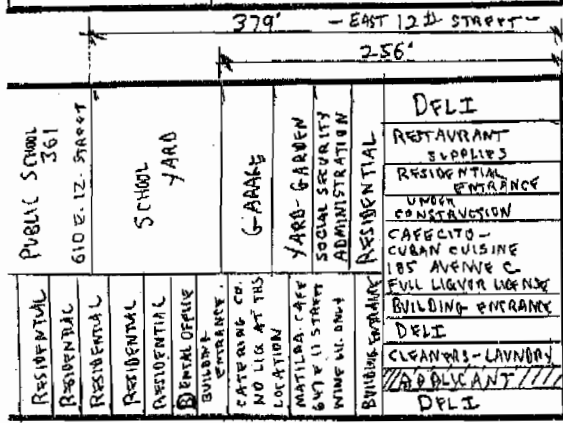 379' - EAST 12th STREET -
256'
PUBLIC SCHOOL
361
610 E. 12. STREET
SCHOOL
YARD
GARAGE
YARD-GARDEN
SOCIAL SECURITY
ADMINISTRATION
RESIDENTIAL
DELI
RESTAURANT
SUPPLIES
RESIDENTIAL
ENTRANCE
UNDER
CONSTRUCTION
CAFECITO-
CUBAN CUISINE
185 AVENUE C
FULL LIQUOR LICENSE
BUILDING ENTRANCE
DELI
CLEANERS-LAUNDRY
APPLICANT
DELI
RESIDENTIAL
RESIDENTIAL
RESIDENTIAL
RESIDENTIAL
RESIDENTIAL
DENTAL OFFICE
BUILDING
ENTRANCE.
CATERING CO.
NO LIC AT THS
LOCATION
MATILDA CAFE
647 E 11 STREET
WINE LIC. ONLY
BUILDING ENTRANCE